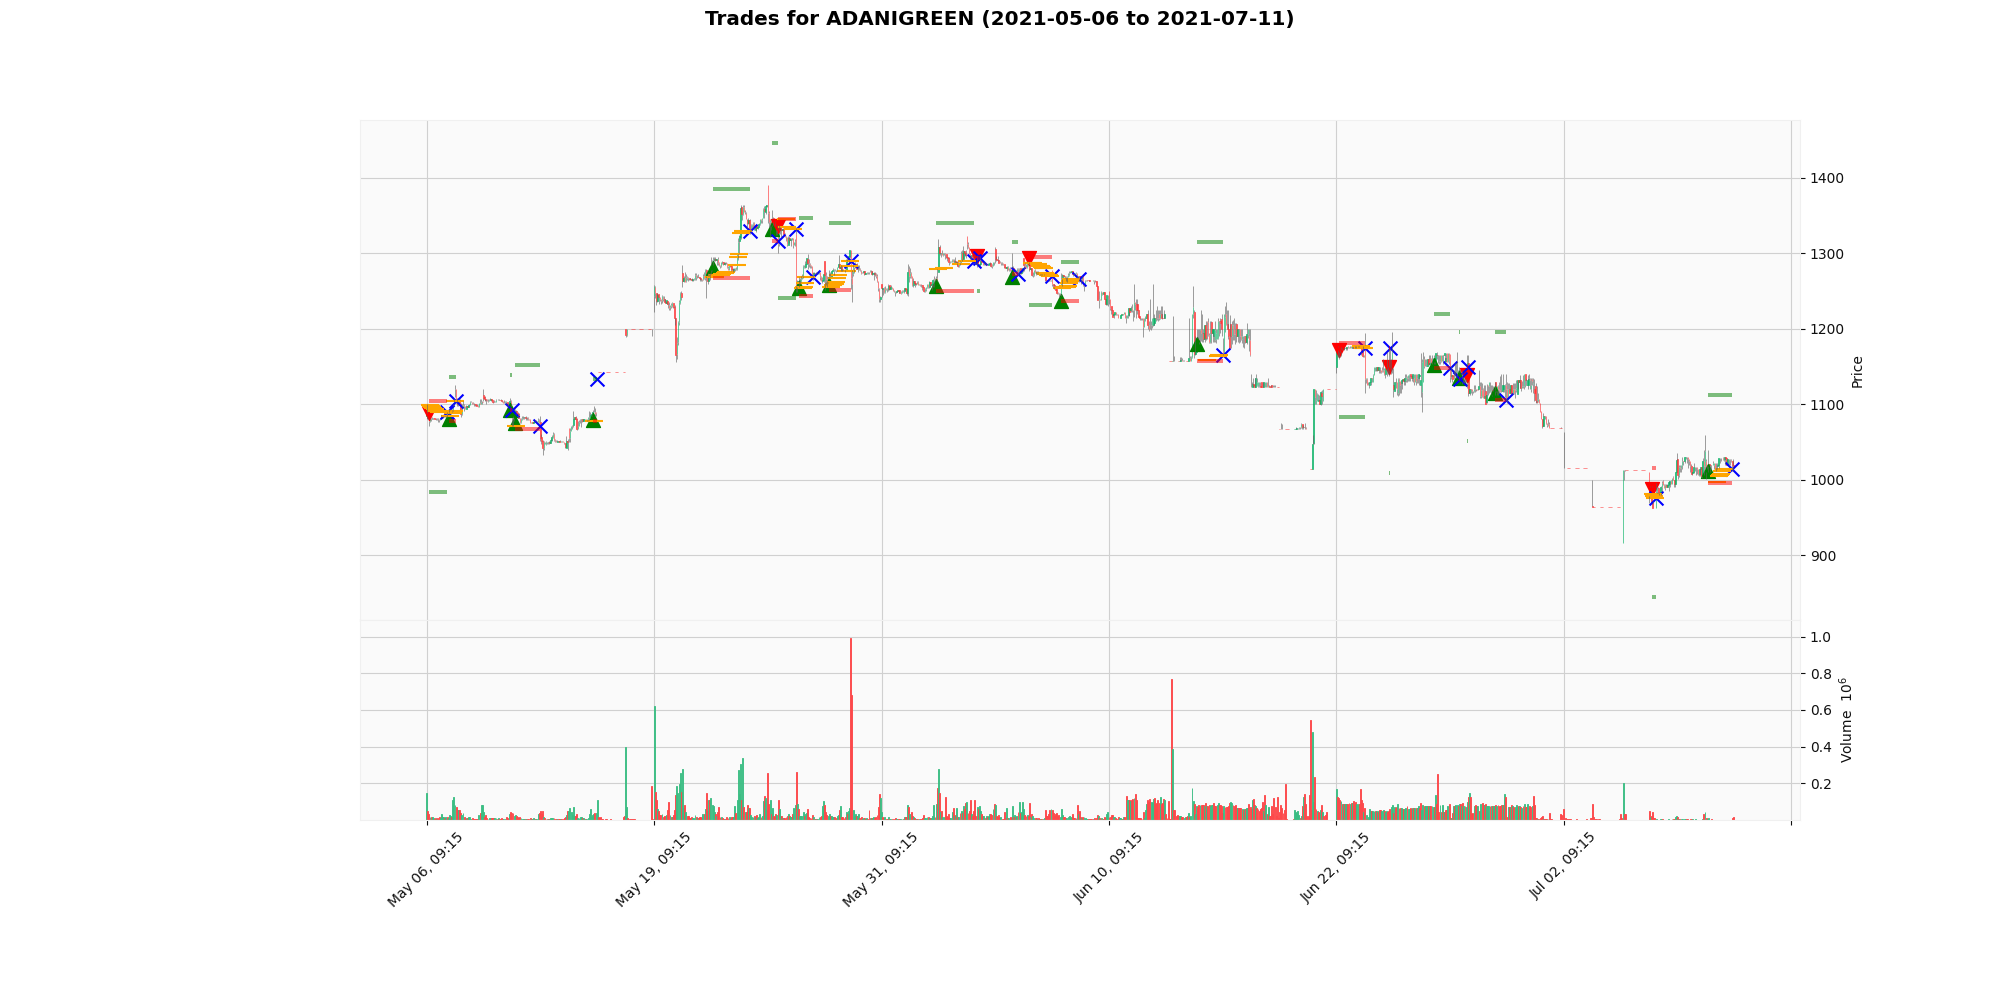 Trades for ADANIGREEN (2021-05-06 to 2021-07-11)
1400
1300
1200
1100
1000
900
Price
1.0
0.8
0.6
0.4
0.2
Volume 10^6
May 06, 09:15
May 19, 09:15
May 31, 09:15
Jun 10, 09:15
Jun 22, 09:15
Jul 02, 09:15